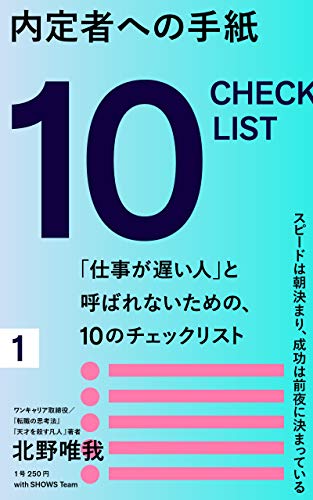 内定者への手紙
10
CHECK
LIST
「仕事が遅い人」と
呼ばれないための、
10のチェックリスト
スピードは朝決まり、成功は前夜に決まっている
1
ワンキャリア取締役/
『転職の思考法』
『天才を殺す凡人』著者
北野唯我
1号 250円
with SHOWS Team